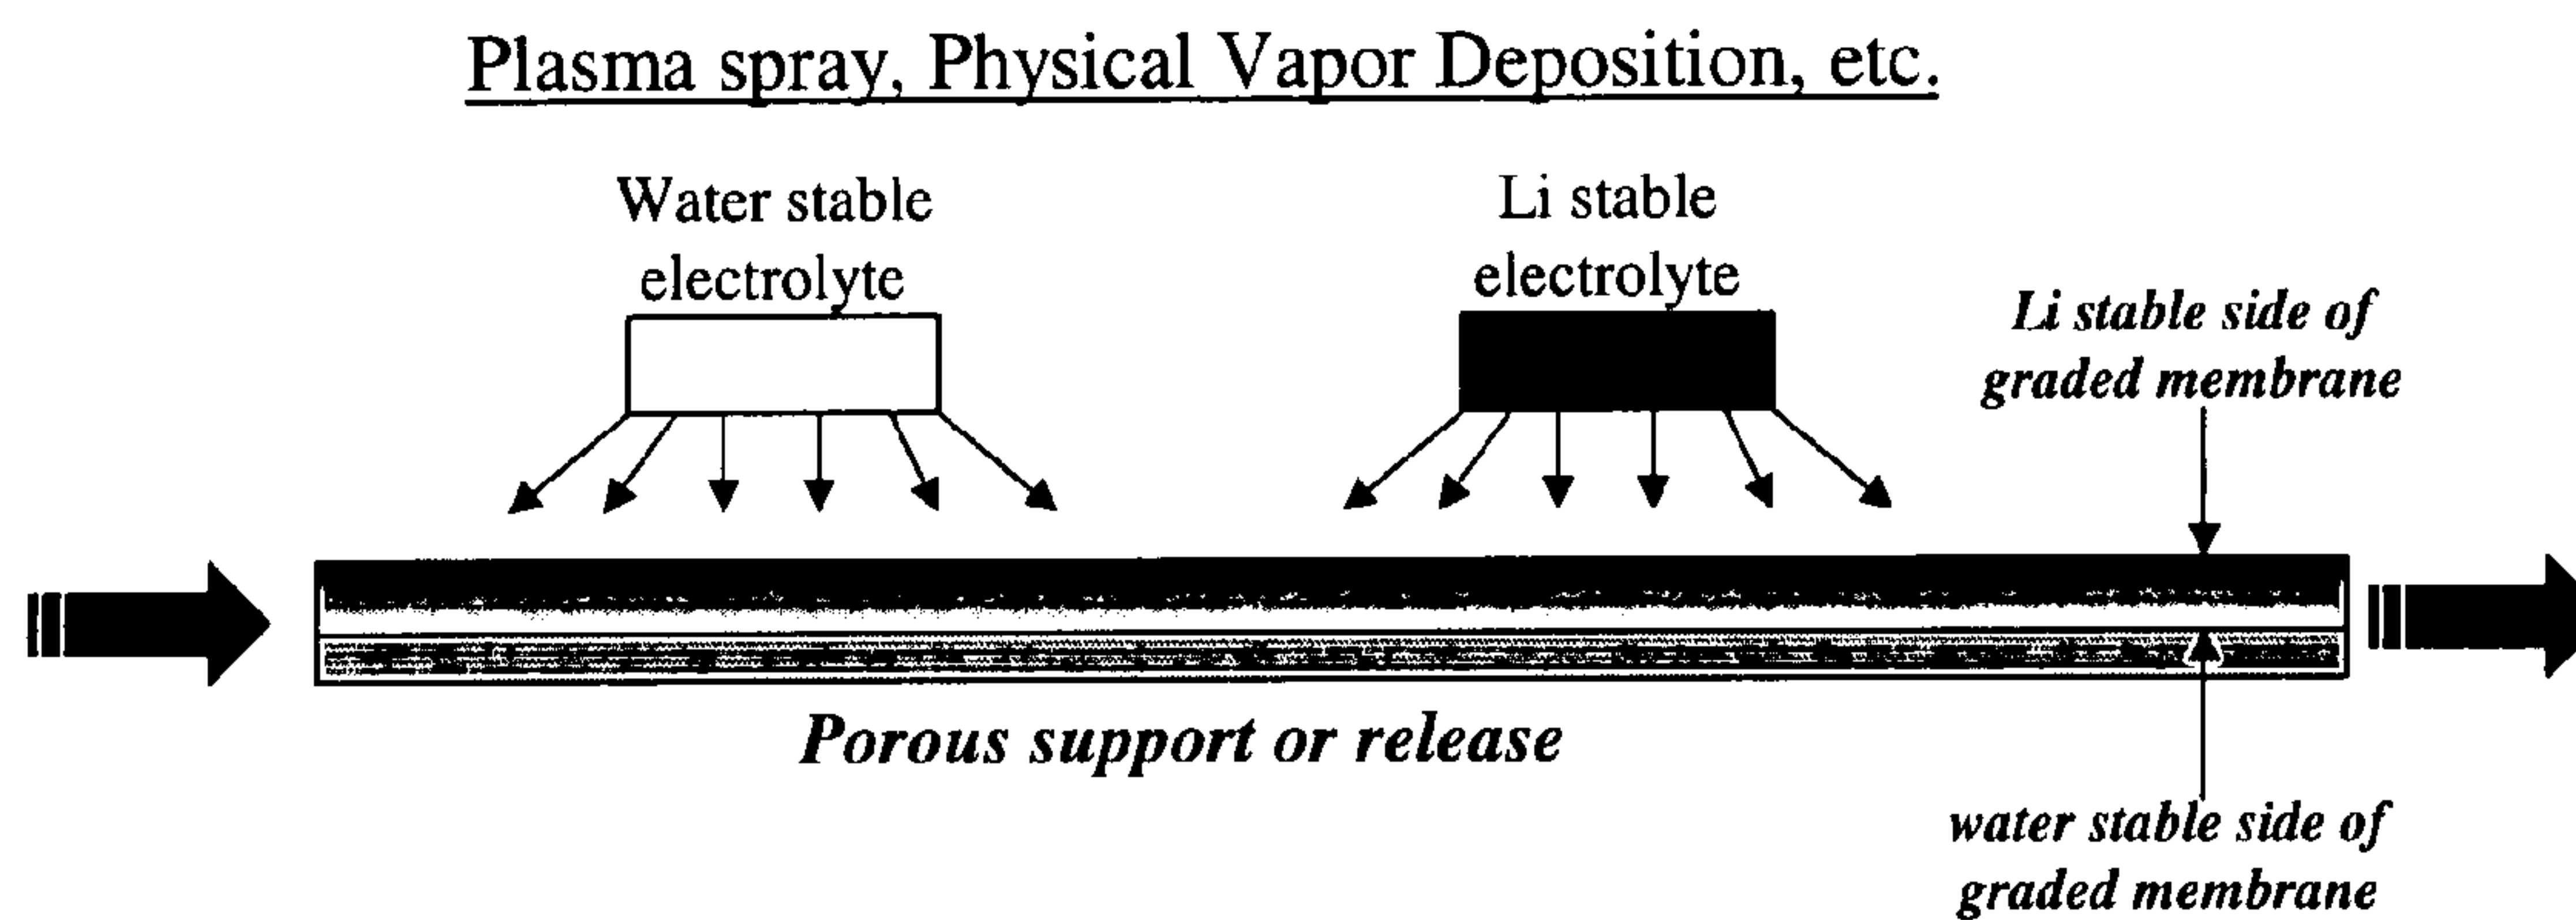 Plasma spray, Physical Vapor Deposition, etc.
Water stable
electrolyte
Li stable
electrolyte
Li stable side of
graded membrane
Porous support or release
water stable side of
graded membrane